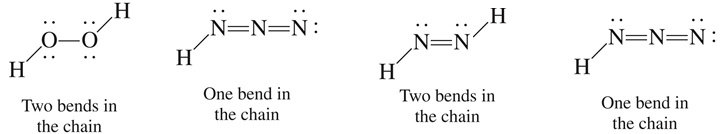 H
O—O
H
Two bends in
the chain
N=N=N:
H
One bend in
the chain
H
N=N
H
Two bends in
the chain
N=N=N:
H
One bend in
the chain